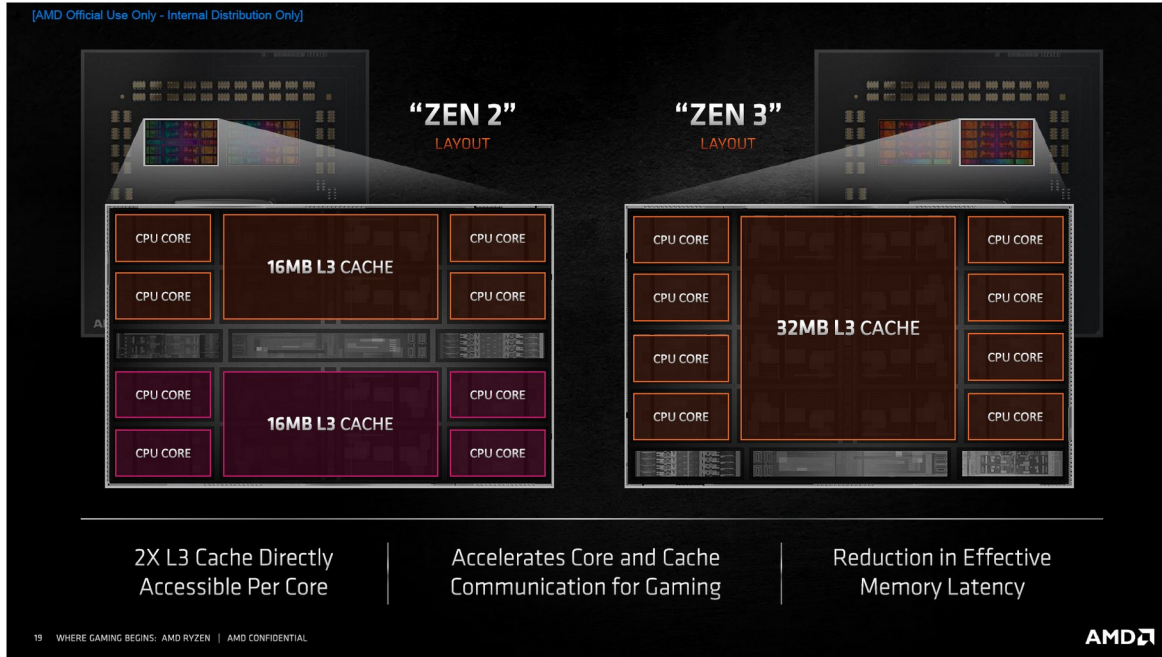 [AMD Official Use Only - Internal Distribution Only]
“ZEN 2”
LAYOUT
CPU CORE
CPU CORE
16MB L3 CACHE
CPU CORE
CPU CORE
CPU CORE
CPU CORE
16MB L3 CACHE
CPU CORE
CPU CORE
“ZEN 3”
LAYOUT
CPU CORE
CPU CORE
CPU CORE
CPU CORE
32MB L3 CACHE
CPU CORE
CPU CORE
CPU CORE
CPU CORE
2X L3 Cache Directly
Accessible Per Core
Accelerates Core and Cache
Communication for Gaming
Reduction in Effective
Memory Latency
19 WHERE GAMING BEGINS: AMD RYZEN | AMD CONFIDENTIAL
AMD